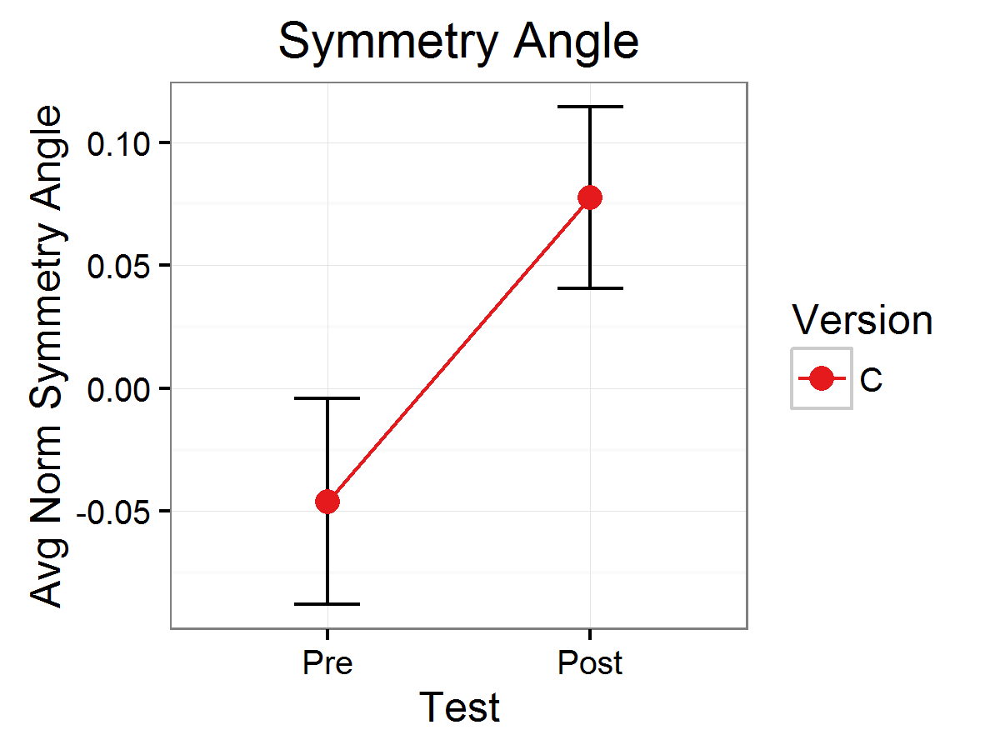 Symmetry Angle
Avg Norm Symmetry Angle
0.10
0.05
0.00
-0.05
Pre
Post
Test
Version
C